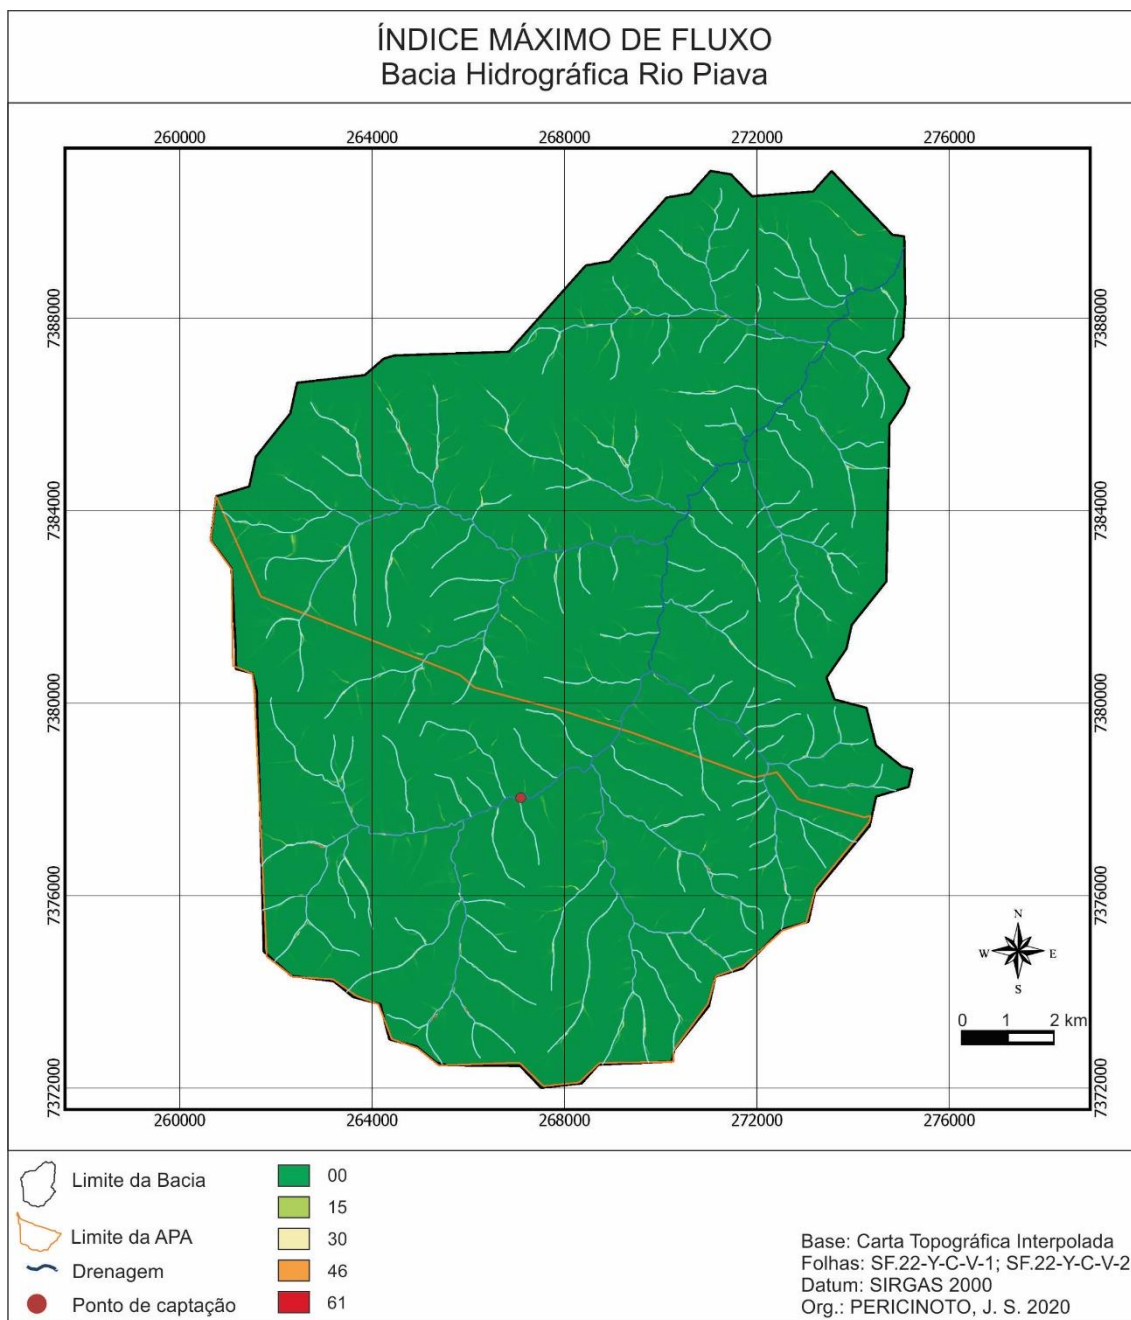 ÍNDICE MÁXIMO DE FLUXO
Bacia Hidrográfica Rio Piava
260000 264000 268000 272000 276000
7388000 7388000
7384000 7384000
7380000 7380000
7376000 7376000
N
W E
S
0 1 2 km
7372000 7372000
260000 264000 268000 272000 276000
Limite da Bacia
Limite da APA
Drenagem
Ponto de captação
00
15
30
46
61
Base: Carta Topográfica Interpolada
Folhas: SF.22-Y-C-V-1; SF.22-Y-C-V-2
Datum: SIRGAS 2000
Org.: PERICINOTO, J. S. 2020